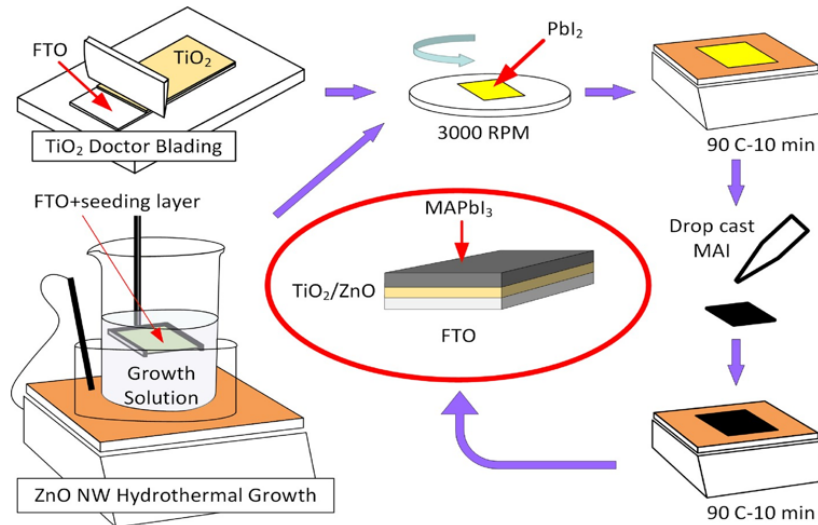 FTO
TiO₂
TiO₂ Doctor Blading
PbI₂
3000 RPM
90 C-10 min
FTO+seeding layer
Growth
Solution
ZnO NW Hydrothermal Growth
MAPbI₃
TiO₂/ZnO
FTO
Drop cast
MAI
90 C-10 min